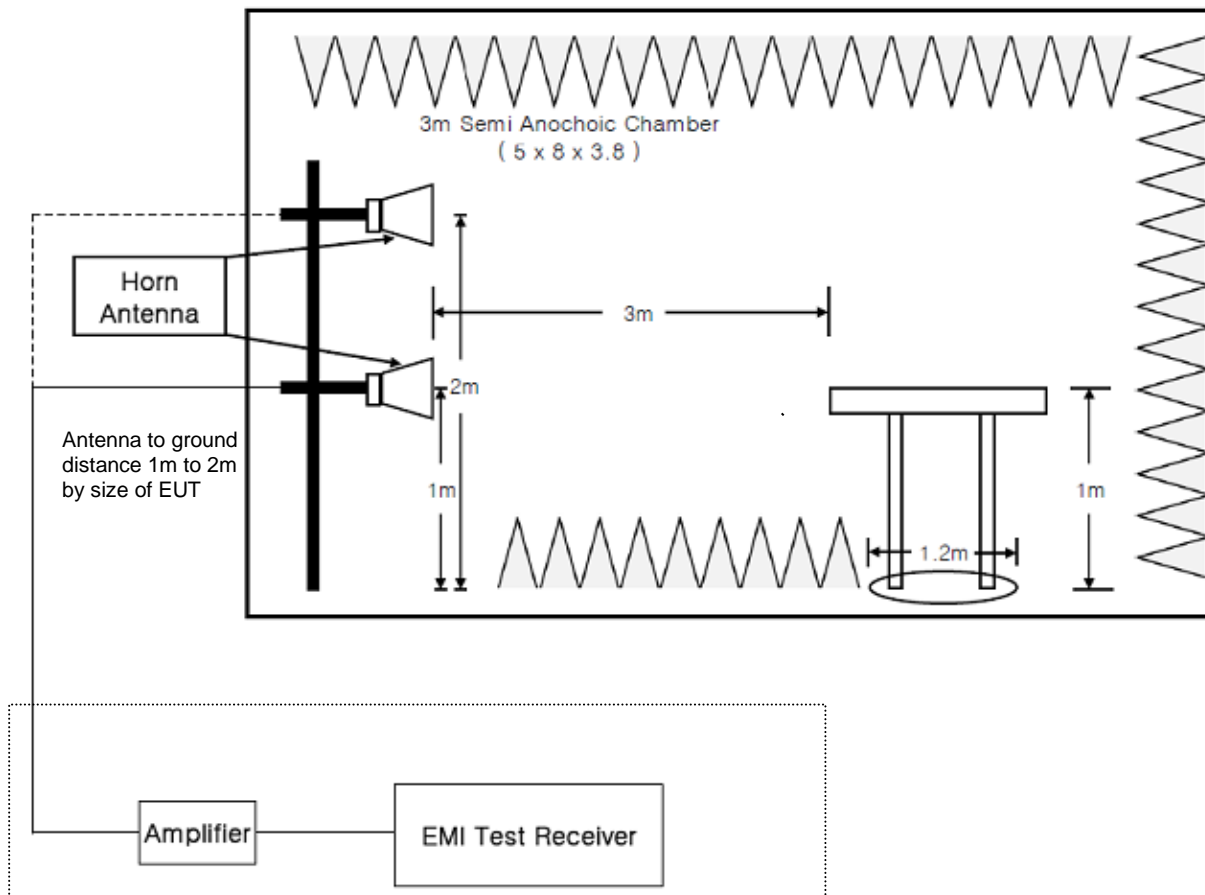 3m Semi Anochoic Chamber
( 5 x 8 x 3.8 )
Horn
Antenna
3m
2m
Antenna to ground
distance 1m to 2m
by size of EUT
1m
1m
1.2m
Amplifier
EMI Test Receiver